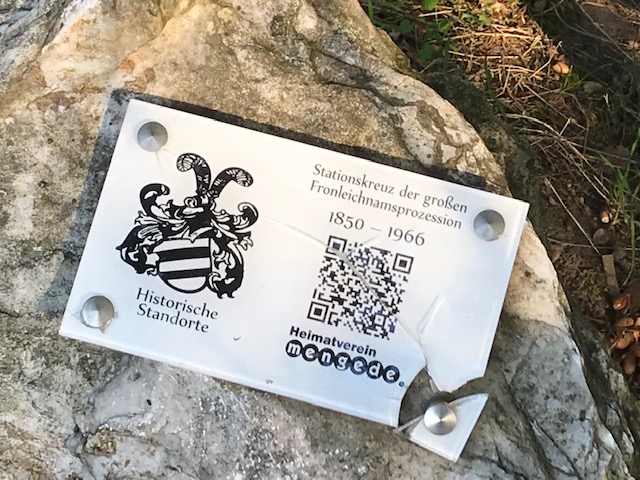 Historische
Standorte
Stationskreuz der großen
Fronleichnamsprozession
1850 – 1966
Heimatverein
mengede e.